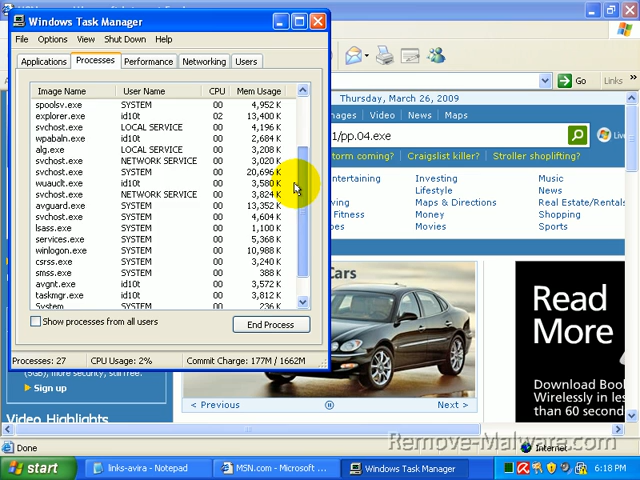 Windows Task Manager
File Options View Shut Down Help
Applications Processes Performance Networking Users
Image Name User Name CPU Mem Usage
spoolsv.exe SYSTEM 00 4,952 K
explorer.exe id10t 02 13,400 K
svchost.exe LOCAL SERVICE 00 4,196 K
wpabaln.exe id10t 00 2,684 K
alg.exe LOCAL SERVICE 00 3,208 K
svchost.exe NETWORK SERVICE 00 3,020 K
svchost.exe SYSTEM 00 20,696 K
wuauclt.exe id10t 00 3,580 K
svchost.exe NETWORK SERVICE 00 3,824 K
avguard.exe SYSTEM 00 13,352 K
svchost.exe SYSTEM 00 4,604 K
lsass.exe SYSTEM 00 1,100 K
services.exe SYSTEM 00 5,368 K
winlogon.exe SYSTEM 00 10,988 K
csrss.exe SYSTEM 00 3,240 K
smss.exe SYSTEM 00 388 K
avgnt.exe id10t 00 3,572 K
taskmgr.exe id10t 00 3,812 K
System SYSTEM 00 236 K
Show processes from all users
End Process
Processes: 27 CPU Usage: 2% Commit Charge: 177M / 1662M
Go Links
Thursday, March 26, 2009
Video News Maps
1/pp.04.exe
Live
torm coming? Craigslist killer? Stroller shoplifting?
Investing Music
Lifestyle News
Maps & Directions Real Estate/Rentals
Fitness Money Shopping
Movies Sports
Cars
< Previous Next >
Read
More
Download Boo
Wirelessly in les
than 60 second
(5GB), more security, still free.
Sign up
Video Highlights
Done Internet
Remove-Malware.com
start links-avira - Notepad MSN.com - Microsoft ... Windows Task Manager 6:18 PM